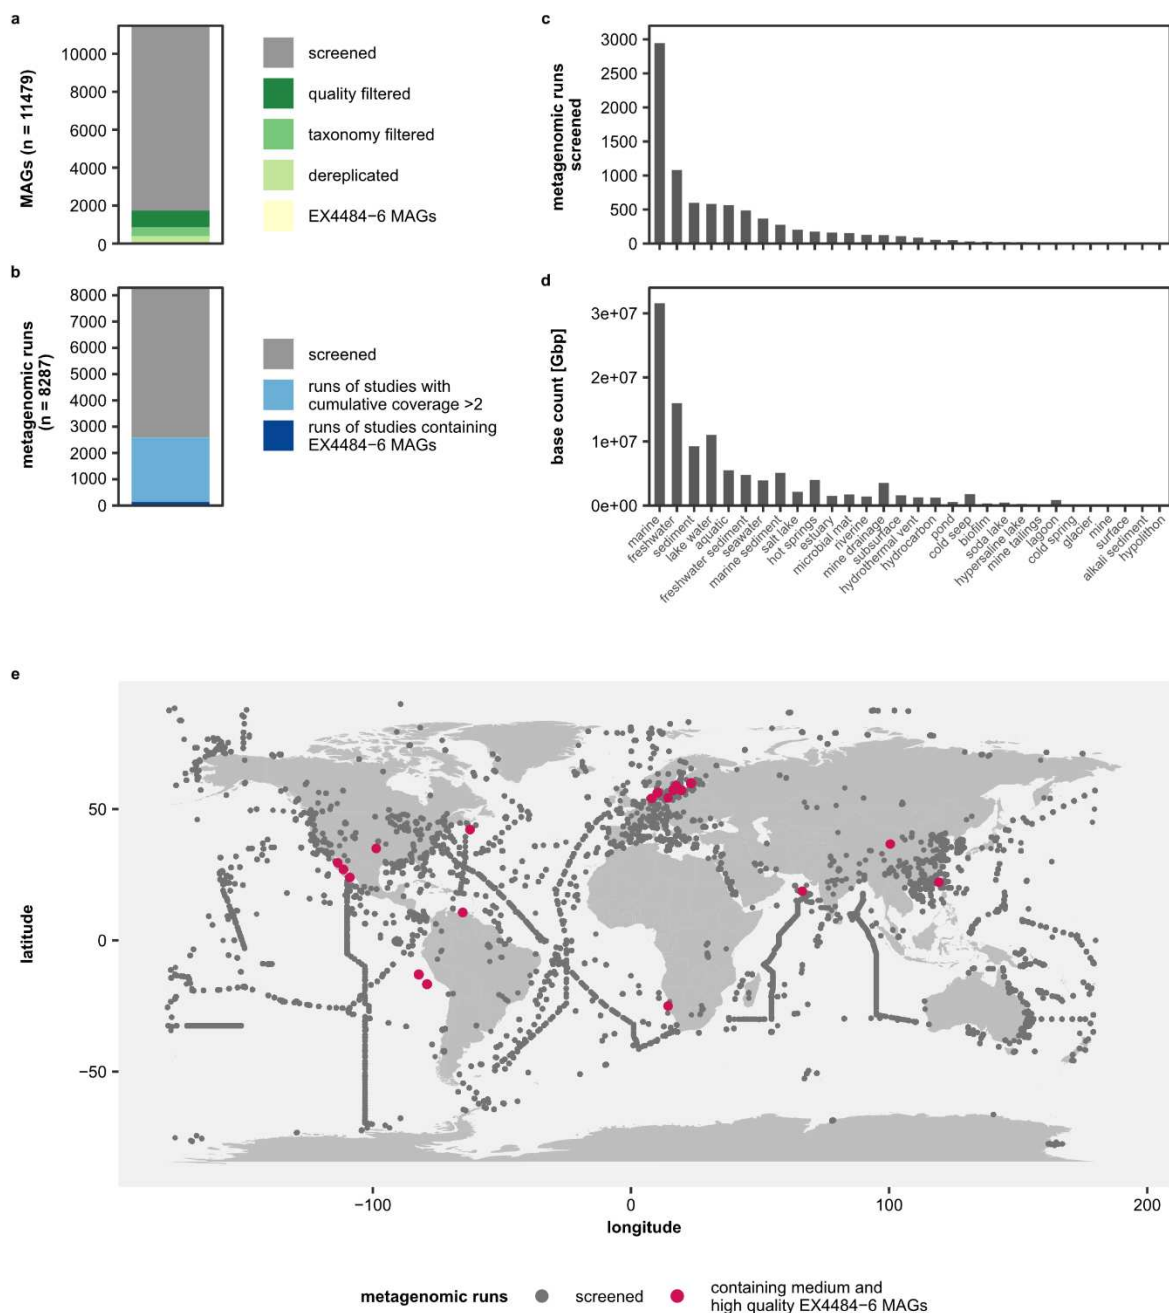 a
MAGs (n = 11479)
10000
8000
6000
4000
2000
0
screened
quality filtered
taxonomy filtered
dereplicated
EX4484−6 MAGs
b
metagenomic runs
(n = 8287)
8000
7000
6000
5000
4000
3000
2000
1000
0
screened
runs of studies with
cumulative coverage >2
runs of studies containing
EX4484−6 MAGs
c
metagenomic runs
screened
3000
2500
2000
1500
1000
500
0
d
base count [Gbp]
3e+07
2e+07
1e+07
0e+00
marine
freshwater
sediment
lake water
aquatic
freshwater sediment
seawater
marine sediment
salt lake
hot springs
estuary
microbial mat
riverine
mine drainage
subsurface
hydrothermal vent
hydrocarbon
pond
cold seep
biofilm
soda lake
hypersaline lake
mine tailings
lagoon
cold spring
glacier
mine
surface
alkali sediment
hypolithon
e
latitude
50
0
−50
−100
0
100
200
longitude
metagenomic runs
screened
containing medium and
high quality EX4484−6 MAGs